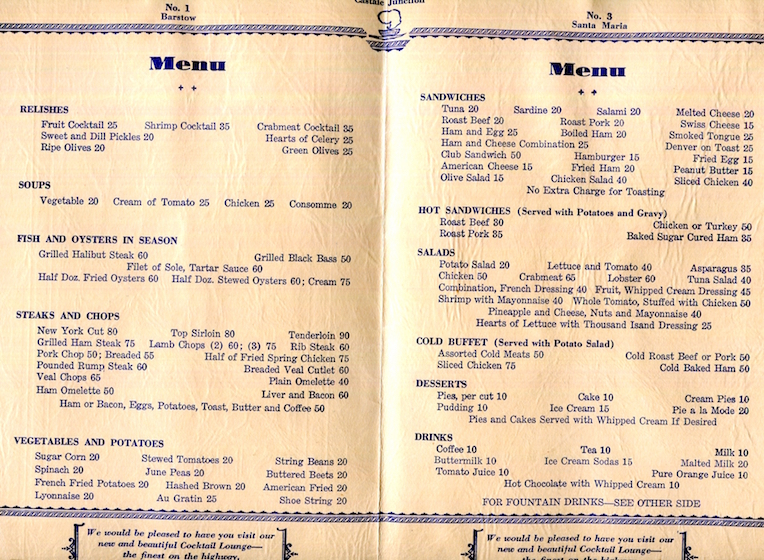 No. 1
Barstow
Castaic Junction
No. 3
Santa Maria
Menu
RELISHES
Fruit Cocktail 25 Shrimp Cocktail 35 Crabmeat Cocktail 35
Sweet and Dill Pickles 20 Hearts of Celery 25
Ripe Olives 20 Green Olives 25
SOUPS
Vegetable 20 Cream of Tomato 25 Chicken 25 Consomme 20
FISH AND OYSTERS IN SEASON
Grilled Halibut Steak 60 Grilled Black Bass 50
Filet of Sole, Tartar Sauce 60
Half Doz. Fried Oysters 60 Half Doz. Stewed Oysters 60; Cream 75
STEAKS AND CHOPS
New York Cut 80 Top Sirloin 80 Tenderloin 90
Grilled Ham Steak 75 Lamb Chops (2) 60; (3) 75 Rib Steak 60
Pork Chop 50; Breaded 55 Half of Fried Spring Chicken 75
Pounded Rump Steak 60 Breaded Veal Cutlet 60
Veal Chops 65 Plain Omelette 40
Ham Omelette 50 Liver and Bacon 60
Ham or Bacon, Eggs, Potatoes, Toast, Butter and Coffee 50
VEGETABLES AND POTATOES
Sugar Corn 20 Stewed Tomatoes 20 String Beans 20
Spinach 20 June Peas 20 Buttered Beets 20
French Fried Potatoes 20 Hashed Brown 20 American Fried 20
Lyonnaise 20 Au Gratin 25 Shoe String 20
We would be pleased to have you visit our
new and beautiful Cocktail Lounge—
the finest on the highway.
Menu
SANDWICHES
Tuna 20 Sardine 20 Salami 20 Melted Cheese 20
Roast Beef 20 Roast Pork 20 Swiss Cheese 15
Ham and Egg 25 Boiled Ham 20 Smoked Tongue 25
Ham and Cheese Combination 25 Denver on Toast 25
Club Sandwich 50 Hamburger 15 Fried Egg 15
American Cheese 15 Fried Ham 20 Peanut Butter 15
Olive Salad 15 Chicken Salad 40 Sliced Chicken 40
No Extra Charge for Toasting
HOT SANDWICHES (Served with Potatoes and Gravy)
Roast Beef 30 Chicken or Turkey 50
Roast Pork 35 Baked Sugar Cured Ham 35
SALADS
Potato Salad 20 Lettuce and Tomato 40 Asparagus 35
Chicken 50 Crabmeat 65 Lobster 60 Tuna Salad 40
Combination, French Dressing 40 Fruit, Whipped Cream Dressing 45
Shrimp with Mayonnaise 40 Whole Tomato, Stuffed with Chicken 50
Pineapple and Cheese, Nuts and Mayonnaise 40
Hearts of Lettuce with Thousand Isand Dressing 25
COLD BUFFET (Served with Potato Salad)
Assorted Cold Meats 50 Cold Roast Beef or Pork 50
Sliced Chicken 75 Cold Baked Ham 50
DESSERTS
Pies, per cut 10 Cake 10 Cream Pies 10
Pudding 10 Ice Cream 15 Pie a la Mode 20
Pies and Cakes Served with Whipped Cream If Desired
DRINKS
Coffee 10 Tea 10 Milk 10
Buttermilk 10 Ice Cream Sodas 15 Malted Milk 20
Tomato Juice 10 Pure Orange Juice 10
Hot Chocolate with Whipped Cream 10
FOR FOUNTAIN DRINKS—SEE OTHER SIDE
We would be pleased to have you visit our
new and beautiful Cocktail Lounge—
the finest on the highway.